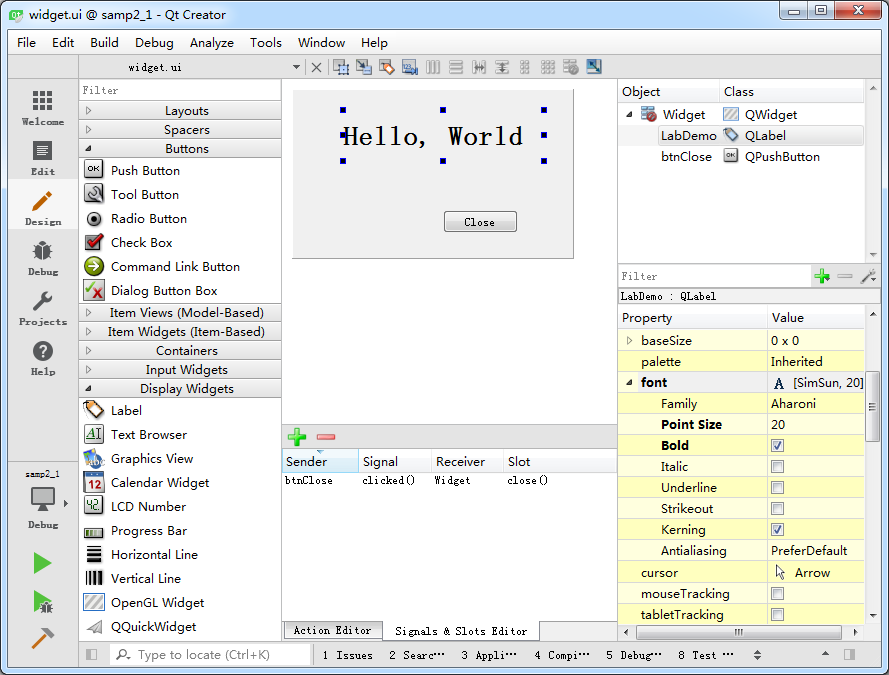 widget.ui @ samp2_1 - Qt Creator
File Edit Build Debug Analyze Tools Window Help
widget.ui
Welcome
Edit
Design
Debug
Projects
Help
samp2_1
Debug
Filter
Layouts
Spacers
Buttons
OK Push Button
Tool Button
Radio Button
Check Box
Command Link Button
Dialog Button Box
Item Views (Model-Based)
Item Widgets (Item-Based)
Containers
Input Widgets
Display Widgets
Label
AI Text Browser
Graphics View
12 Calendar Widget
42 LCD Number
Progress Bar
Horizontal Line
Vertical Line
OpenGL Widget
QQuickWidget
Hello, World
Close
Sender Signal Receiver Slot
btnClose clicked() Widget close()
Action Editor Signals & Slots Editor
Object Class
Widget QWidget
LabDemo QLabel
btnClose OK QPushButton
Filter
LabDemo : QLabel
Property Value
baseSize 0 x 0
palette Inherited
font A [SimSun, 20]
Family Aharoni
Point Size 20
Bold
Italic
Underline
Strikeout
Kerning
Antialiasing PreferDefault
cursor Arrow
mouseTracking
tabletTracking
Type to locate (Ctrl+K) 1 Issues 2 Searc··· 3 Appli··· 4 Compi··· 5 Debug··· 8 Test ···